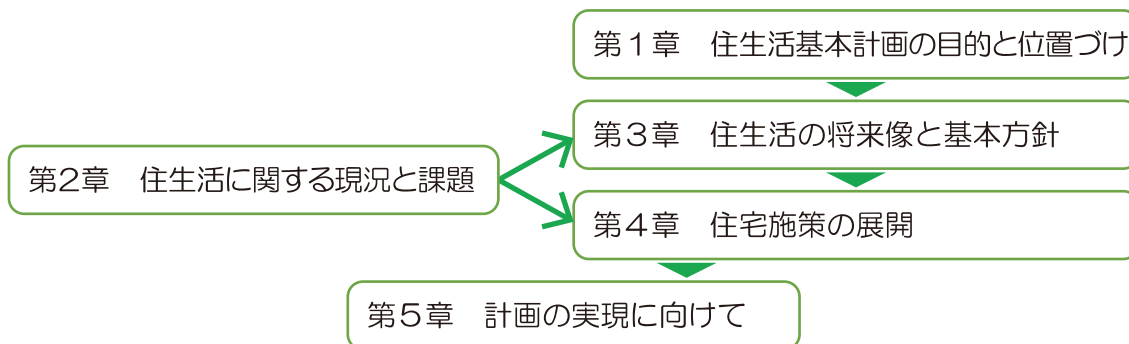 第１章　住生活基本計画の目的と位置づけ
第３章　住生活の将来像と基本方針
第２章　住生活に関する現況と課題
第４章　住宅施策の展開
第５章　計画の実現に向けて